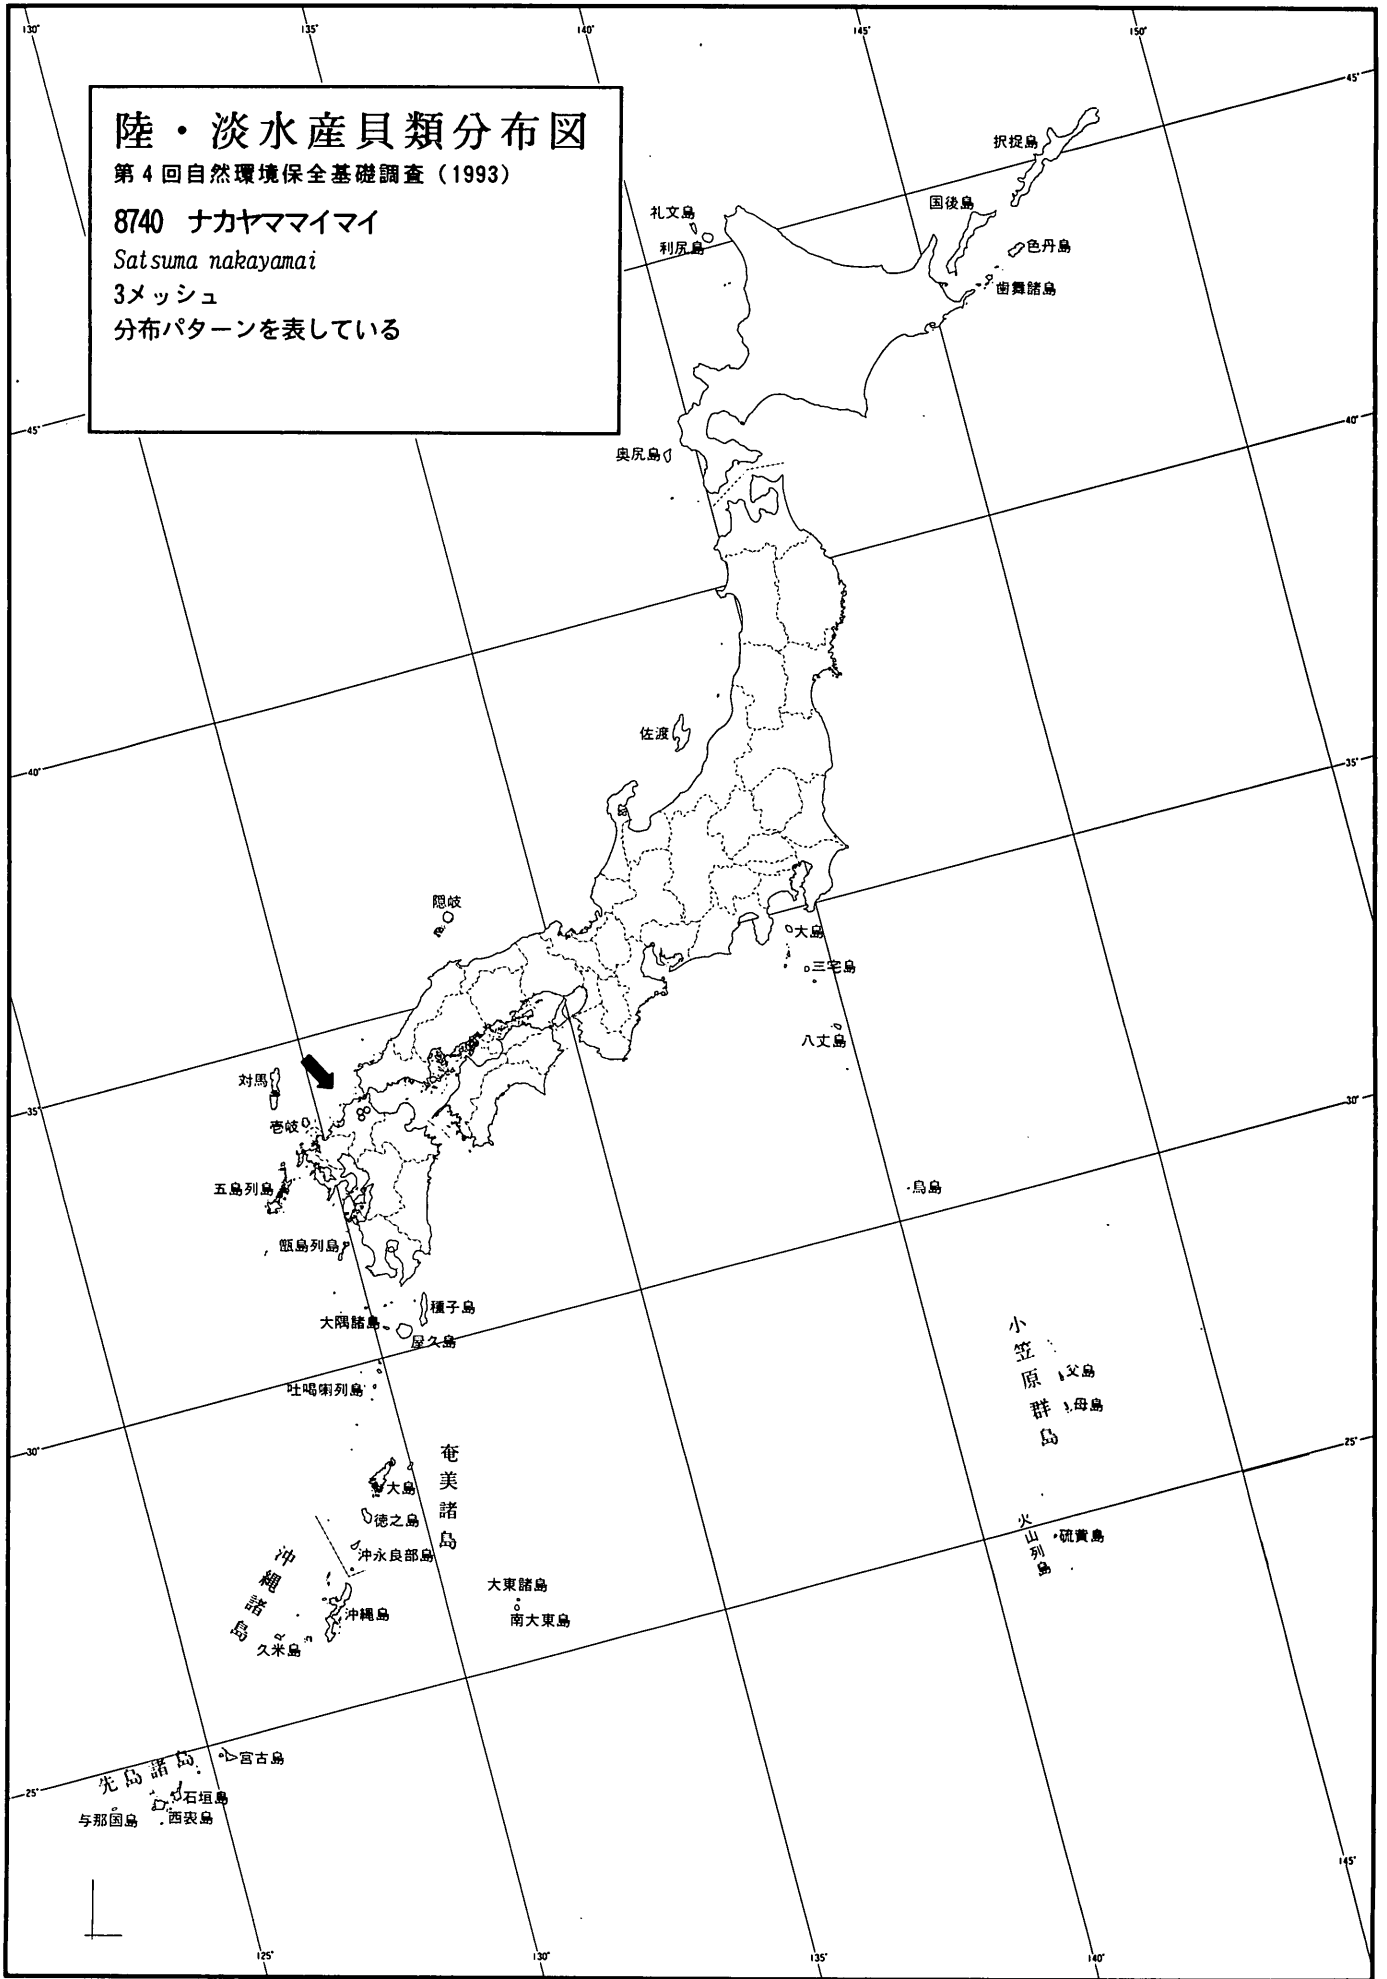 130°
135°
140°
145°
150°
陸・淡水産貝類分布図
第4回自然環境保全基礎調査（1993）
8740 ナカヤママイマイ
Satsuma nakayamai
3メッシュ
分布パターンを表している
45°
択捉島
国後島
色丹島
歯舞諸島
礼文島
利尻島
45°
40°
奥尻島
佐渡
40°
35°
隠岐
大島
三宅島
八丈島
対馬
壱岐
35°
30°
五島列島
鳥島
甑島列島
種子島
大隅諸島
屋久島
吐噶喇列島
小笠原群島
父島
母島
30°
25°
奄美諸島
大島
徳之島
沖永良部島
火山列島
硫黄島
沖縄諸島
沖縄島
久米島
大東諸島
南大東島
先島諸島
宮古島
石垣島
西表島
与那国島
25°
145°
125°
130°
135°
140°